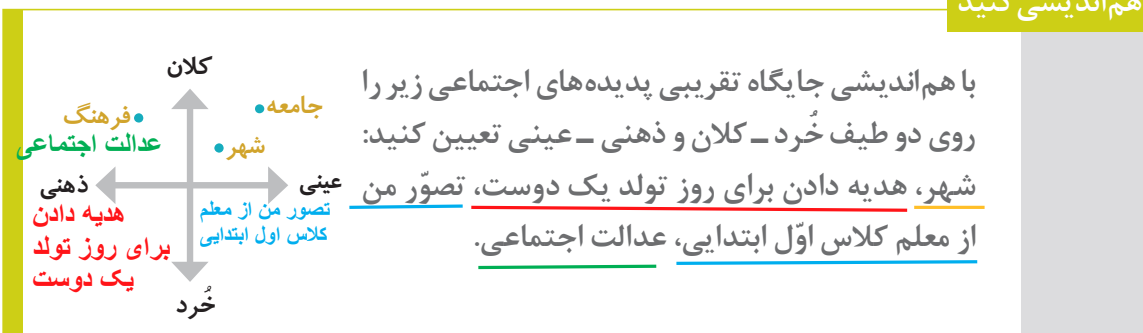 هم‌اندیشی کنید
با هم‌اندیشی جایگاه تقریبی پدیده‌های اجتماعی زیر را
روی دو طیف خُرد ـ کلان و ذهنی ـ عینی تعیین کنید:
شهر، هدیه دادن برای روز تولد یک دوست، تصوّر من
از معلم کلاس اوّل ابتدایی، عدالت اجتماعی.
کلان
جامعه
فرهنگ
شهر
عدالت اجتماعی
عینی
ذهنی
تصور من از معلم
کلاس اول ابتدایی
هدیه دادن
برای روز تولد
یک دوست
خُرد